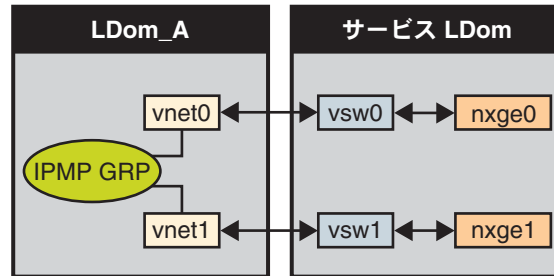 LDom_A
サービス LDom
vnet0
vsw0
nxge0
IPMP GRP
vnet1
vsw1
nxge1